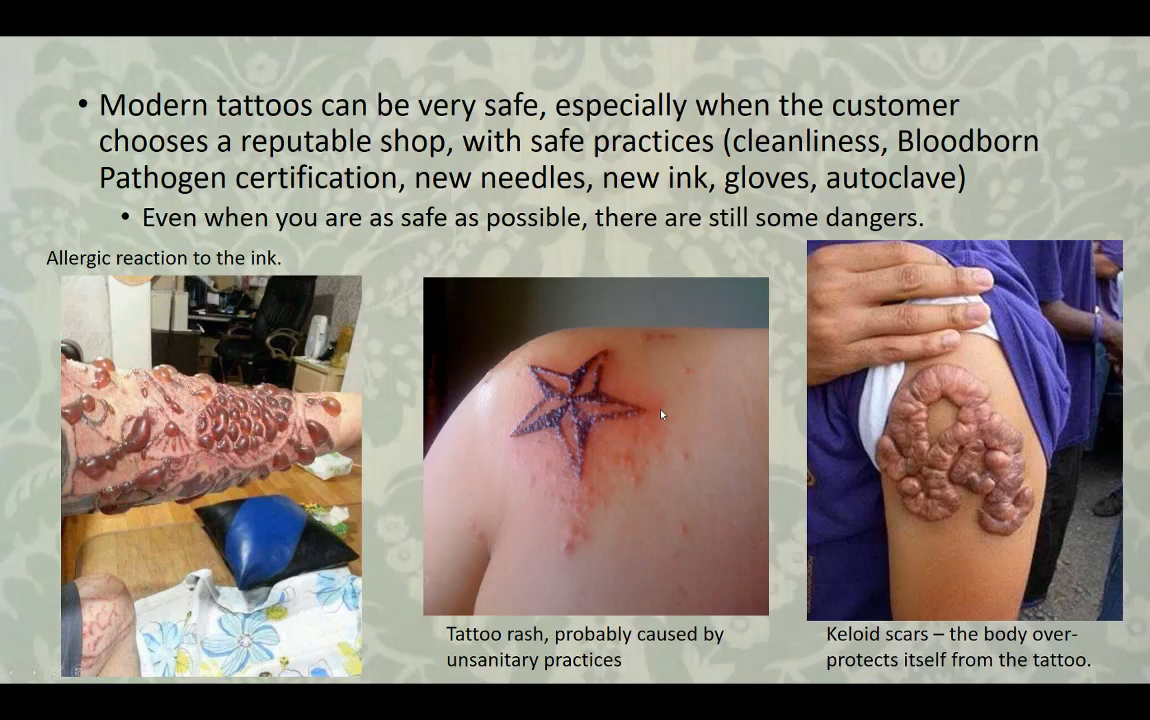 • Modern tattoos can be very safe, especially when the customer
chooses a reputable shop, with safe practices (cleanliness, Bloodborn
Pathogen certification, new needles, new ink, gloves, autoclave)
• Even when you are as safe as possible, there are still some dangers.
Allergic reaction to the ink.
Tattoo rash, probably caused by
unsanitary practices
Keloid scars – the body over-
protects itself from the tattoo.